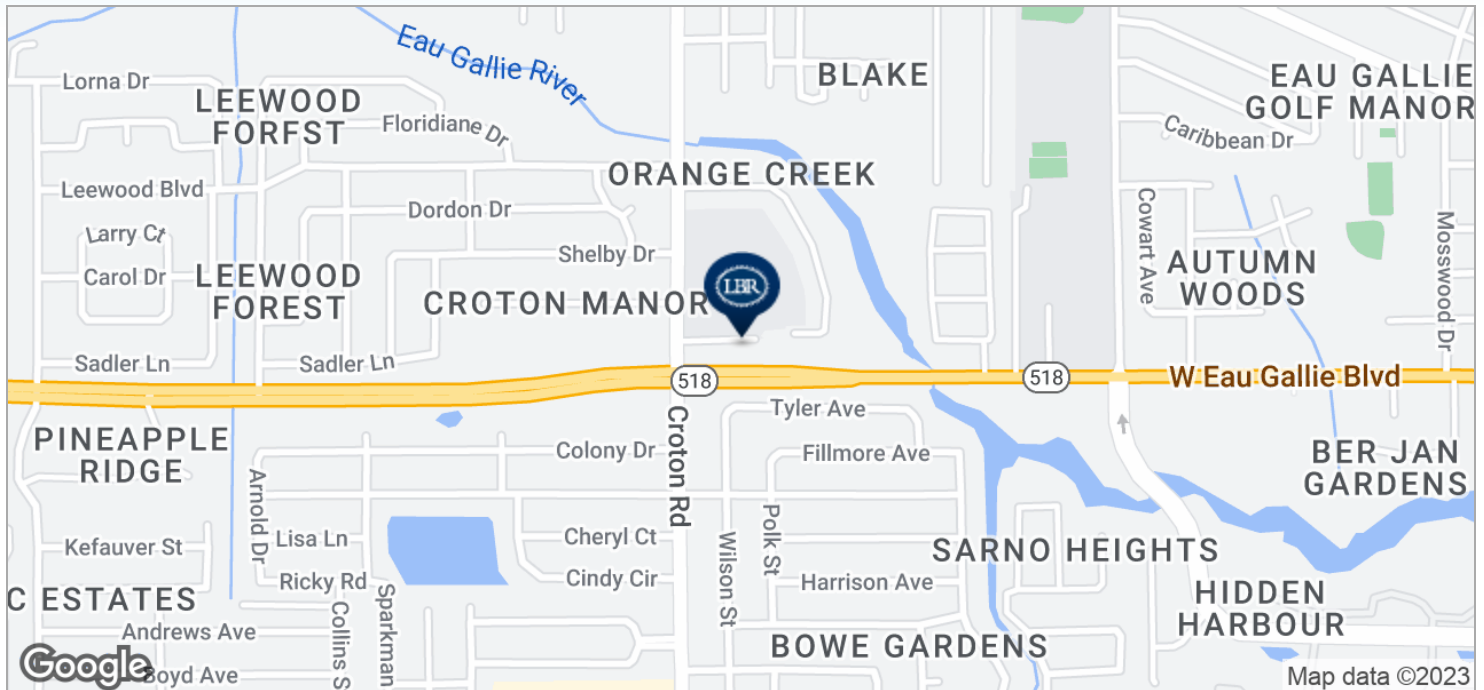 Eau Gallie River
BLAKE
EAU GALLIE
GOLF MANOR
Lorna Dr
LEEWOOD
FORFST
Floridiane Dr
Caribbean Dr
ORANGE CREEK
Leewood Blvd
Dordon Dr
Cowart Ave
Mosswood Dr
Larry Ct
Shelby Dr
Carol Dr
LEEWOOD
FOREST
LBR
AUTUMN
WOODS
CROTON MANOR
Sadler Ln
Sadler Ln
518
518
W Eau Gallie Blvd
Tyler Ave
Croton Rd
PINEAPPLE
RIDGE
Colony Dr
Fillmore Ave
BER JAN
GARDENS
Arnold Dr
Polk St
Kefauver St
Lisa Ln
Cheryl Ct
Wilson St
SARNO HEIGHTS
Ricky Rd
Cindy Cir
Harrison Ave
C ESTATES
Collins S
Sparkman
HIDDEN
HARBOUR
Andrews Ave
BOWE GARDENS
Google
Boyd Ave
Map data ©2023